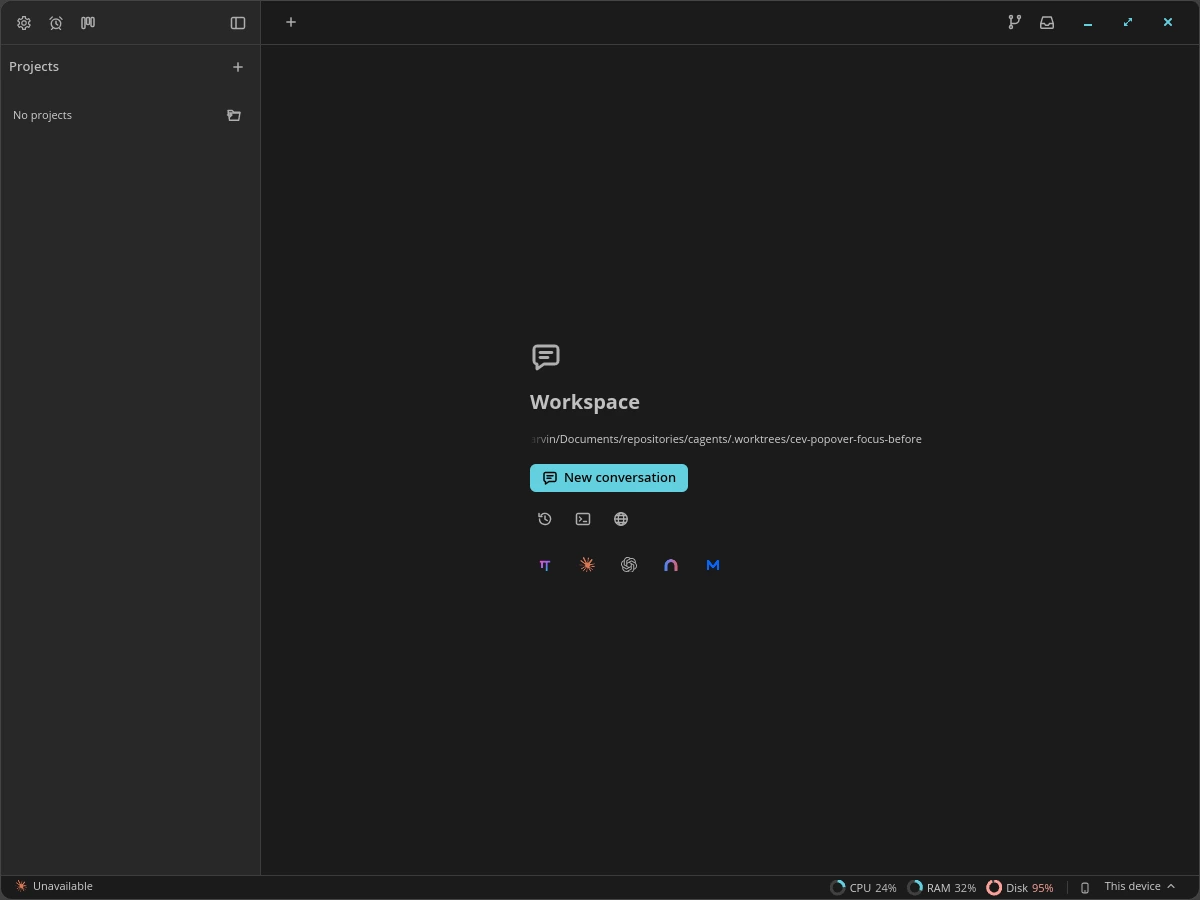 Projects
No projects
Workspace
rvin/Documents/repositories/cagents/.worktrees/cev-popover-focus-before
New conversation
Unavailable
CPU 24%
RAM 32%
Disk 95%
This device